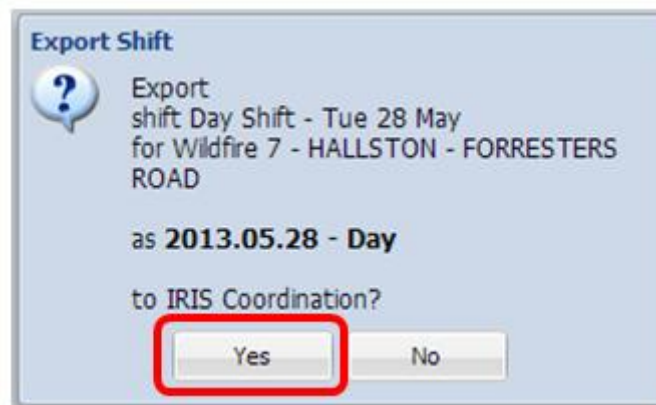 Export Shift
?
Export
shift Day Shift - Tue 28 May
for Wildfire 7 - HALLSTON - FORRESTERS
ROAD
as 2013.05.28 - Day
to IRIS Coordination?
Yes No